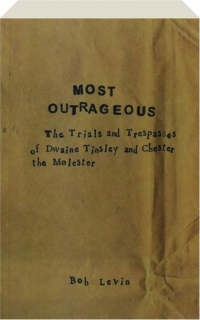 MOST
OUTRAGEOUS
The Trials and Trespasses
of Dwaine Tinsley and Chester
the Molester
Bob Levin